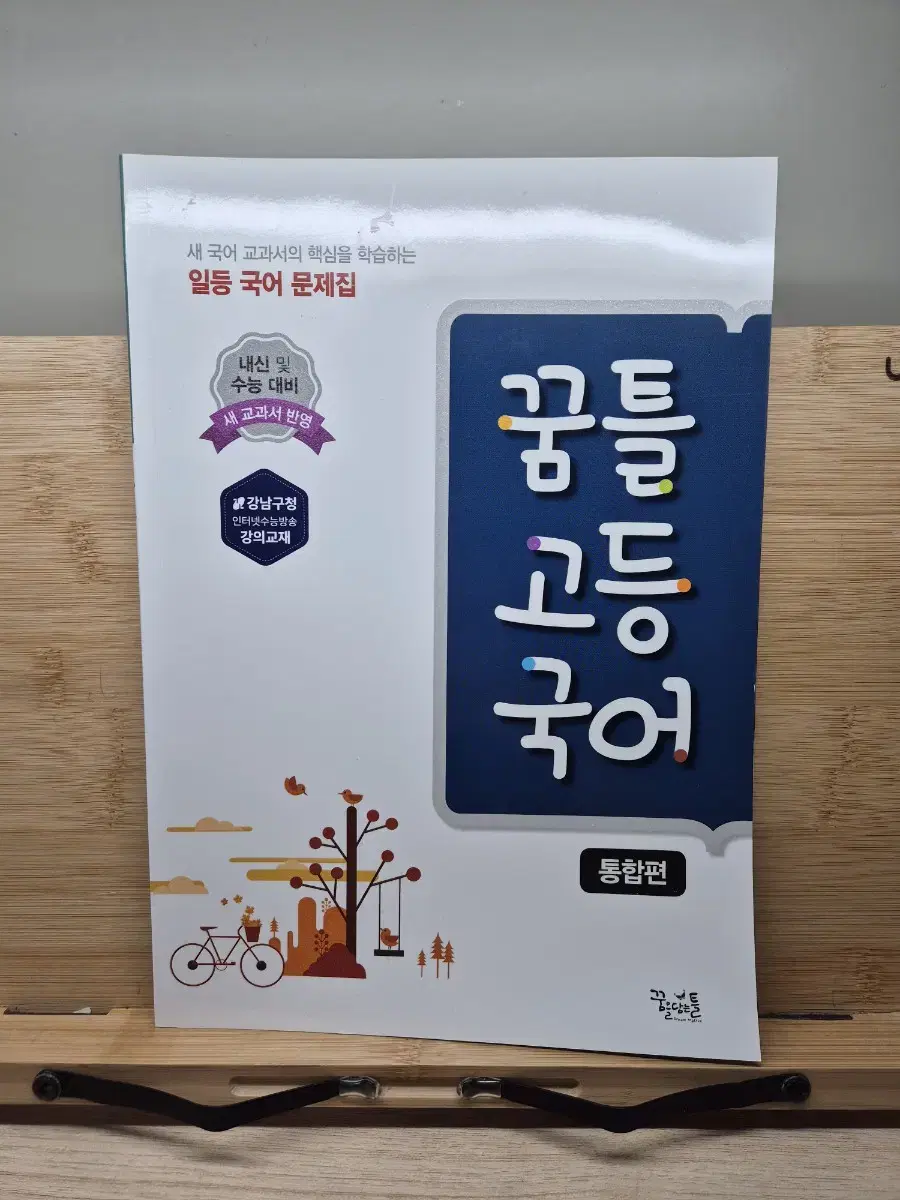 새 국어 교과서의 핵심을 학습하는
일등 국어 문제집
내신 및
수능 대비
새 교과서 반영
강남구청
인터넷수능방송
강의교재
꿈틀
고등
국어
통합편
꿈을담는틀